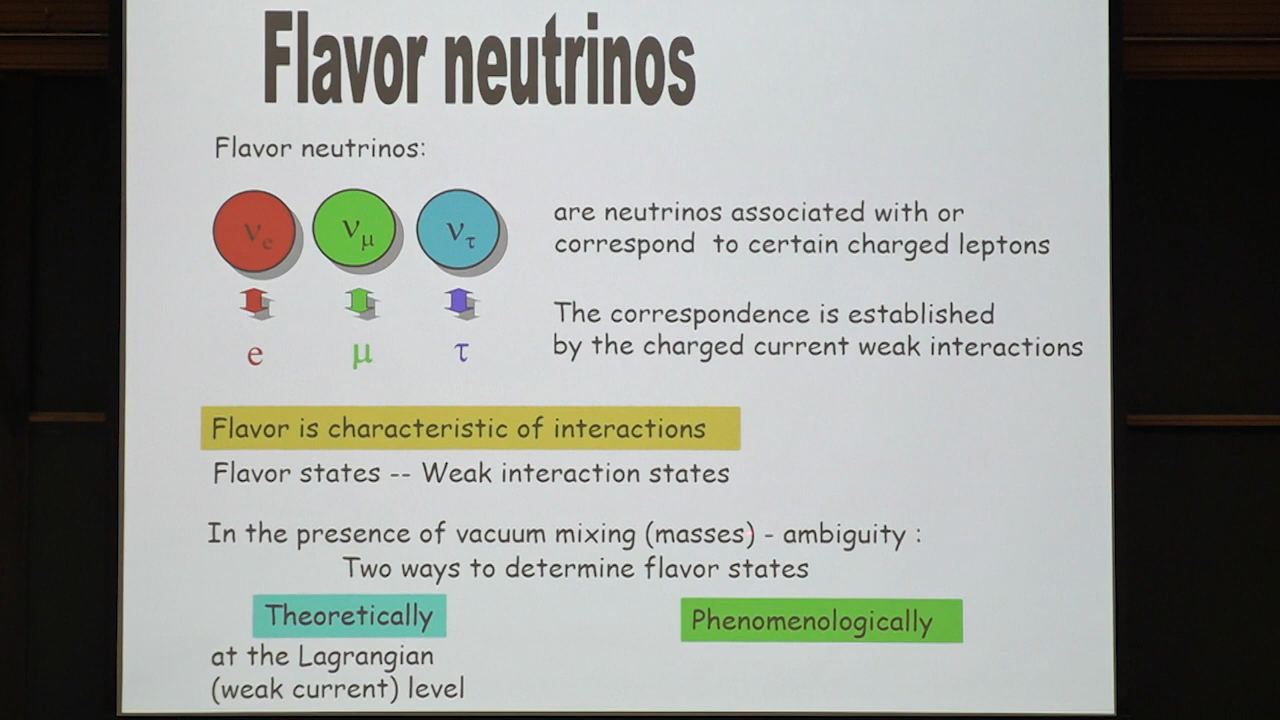 Flavor neutrinos
Flavor neutrinos:
νe νμ ντ
are neutrinos associated with or
correspond to certain charged leptons
e μ τ
The correspondence is established
by the charged current weak interactions
Flavor is characteristic of interactions
Flavor states -- Weak interaction states
In the presence of vacuum mixing (masses) - ambiguity :
Two ways to determine flavor states
Theoretically
at the Lagrangian
(weak current) level
Phenomenologically